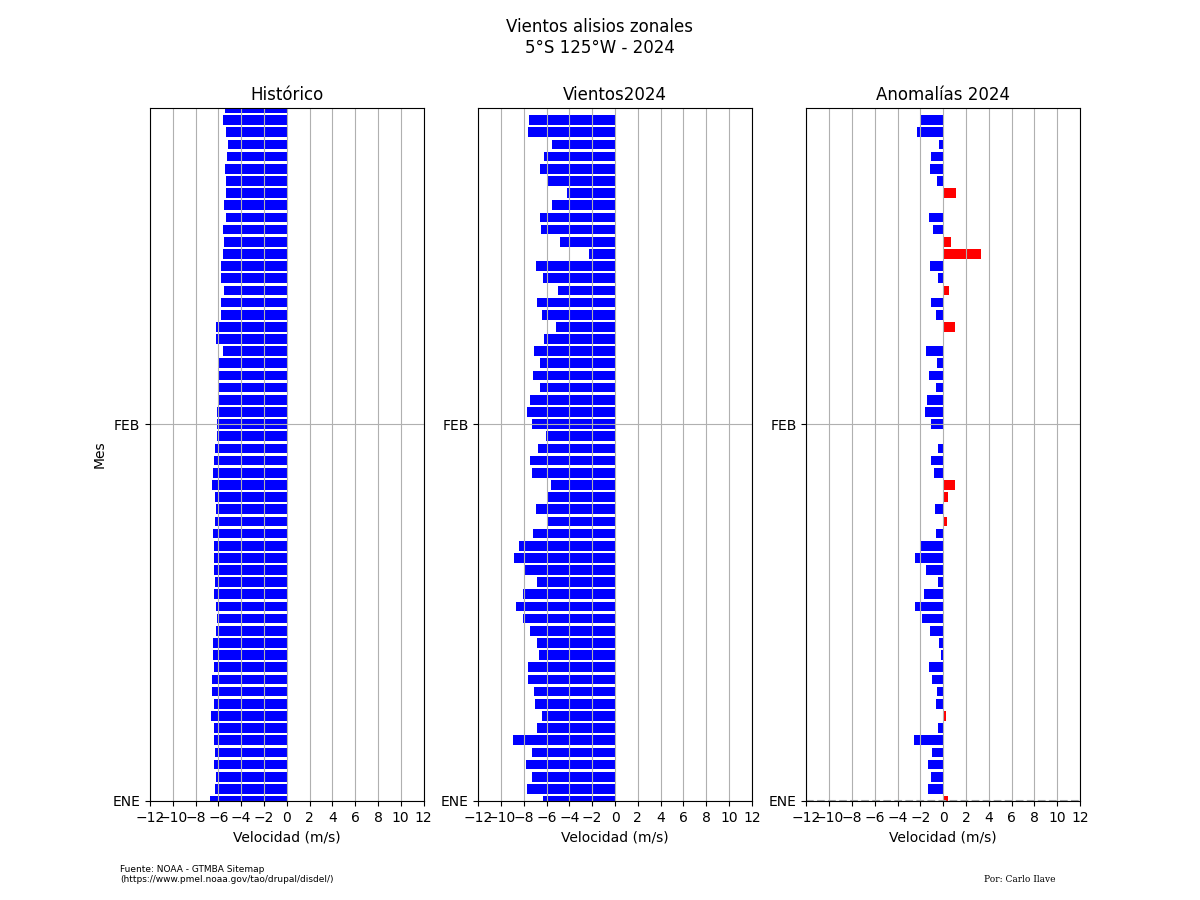 Vientos alisios zonales
5°S 125°W - 2024
Histórico
Vientos2024
Anomalías 2024
Mes
FEB
FEB
FEB
ENE
ENE
ENE
−12 −10 −8 −6 −4 −2 0 2 4 6 8 10 12
−12 −10 −8 −6 −4 −2 0 2 4 6 8 10 12
−12 −10 −8 −6 −4 −2 0 2 4 6 8 10 12
Velocidad (m/s)
Velocidad (m/s)
Velocidad (m/s)
Fuente: NOAA - GTMBA Sitemap
(https://www.pmel.noaa.gov/tao/drupal/disdel/)
Por: Carlo Ilave